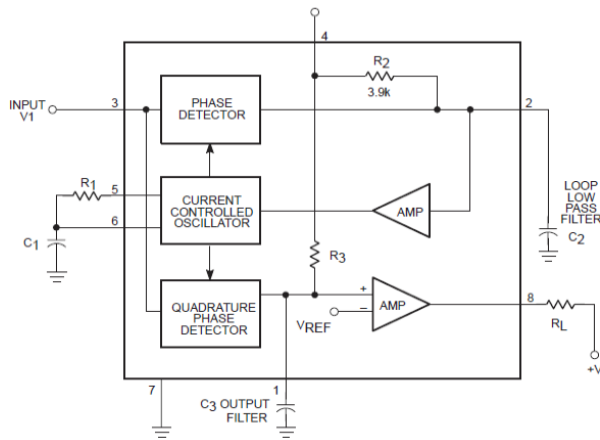 4
R2
3.9k
INPUT
V1
3
PHASE
DETECTOR
2
R1
5
6
CURRENT
CONTROLLED
OSCILLATOR
AMP
LOOP
LOW
PASS
FILTER
C2
C1
R3
QUADRATURE
PHASE
DETECTOR
+
–
AMP
VREF
8
RL
+V
7
1
C3 OUTPUT
FILTER